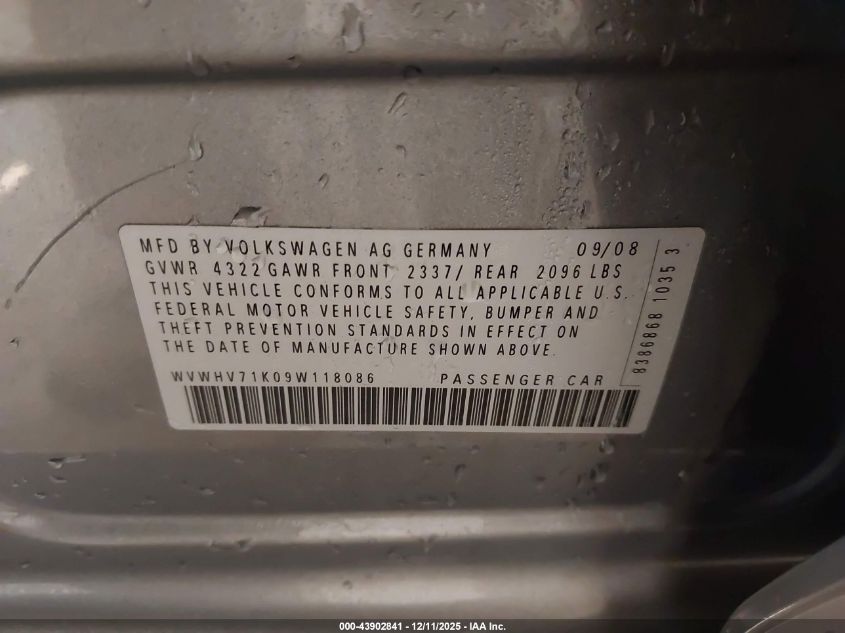 MFD BY VOLKSWAGEN AG GERMANY 09/08
GVWR 4322 GAWR FRONT 2337/ REAR 2096 LBS
THIS VEHICLE CONFORMS TO ALL APPLICABLE U.S.
FEDERAL MOTOR VEHICLE SAFETY, BUMPER AND
THEFT PREVENTION STANDARDS IN EFFECT ON
THE DATE OF MANUFACTURE SHOWN ABOVE.
WVWHV71K09W118086 PASSENGER CAR
8386868 1035 3
000-43902841 - 12/11/2025 - IAA Inc.